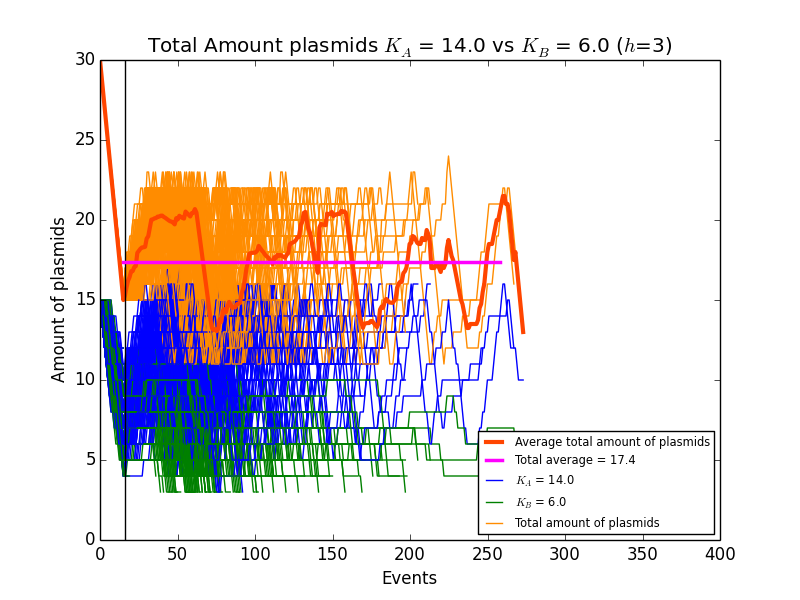 Total Amount plasmids K_A = 14.0 vs K_B = 6.0 (h=3)
30
25
20
15
10
5
0
Amount of plasmids
0 50 100 150 200 250 300 350 400
Events
Average total amount of plasmids
Total average = 17.4
K_A = 14.0
K_B = 6.0
Total amount of plasmids